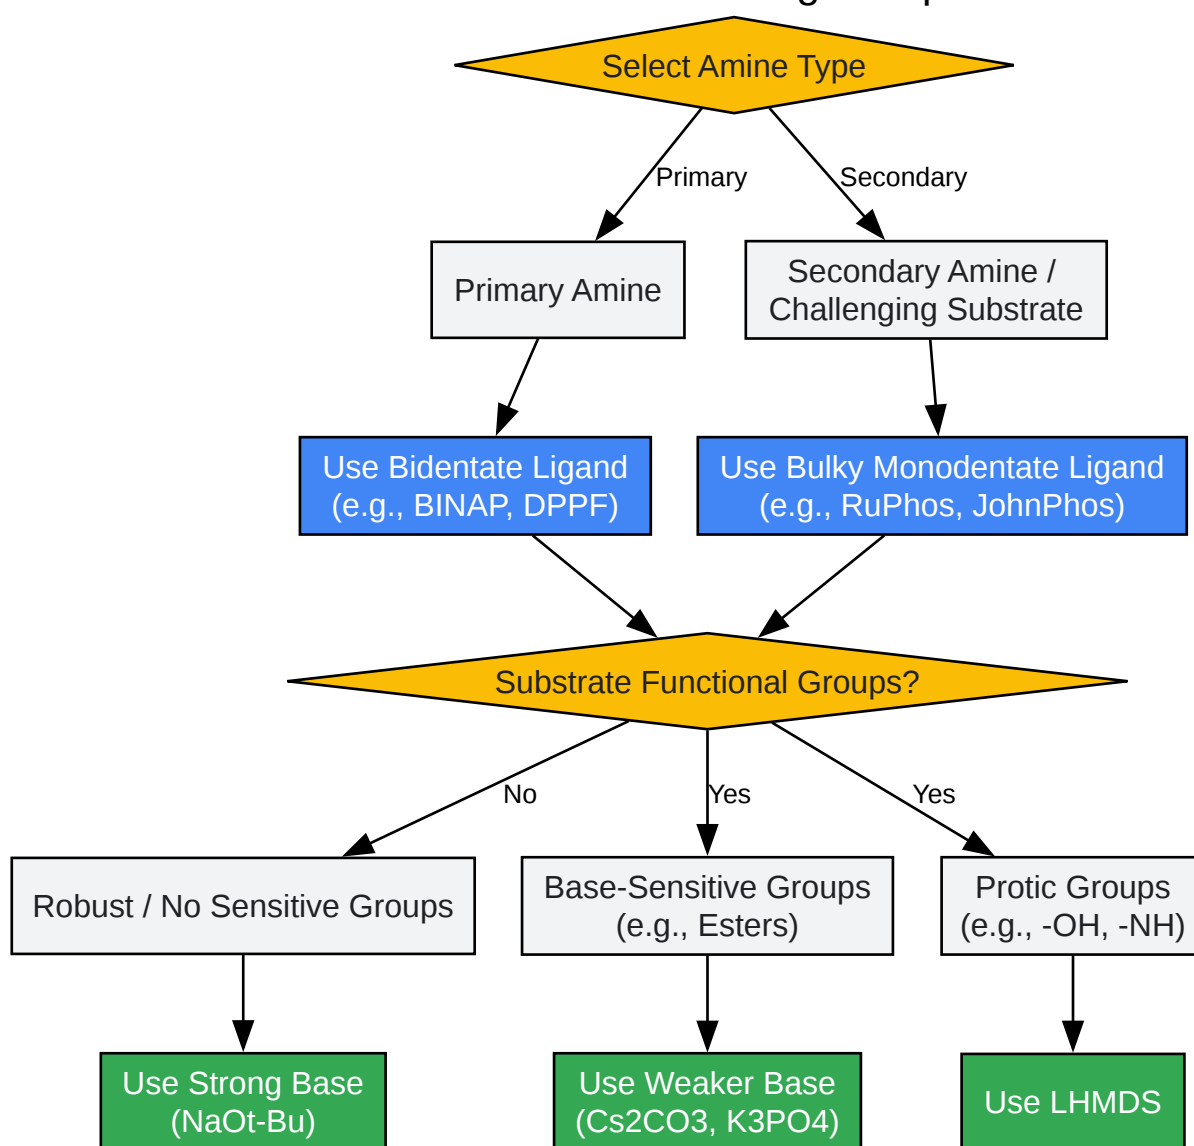 Select Amine Type
Primary
Secondary
Primary Amine
Secondary Amine /
Challenging Substrate
Use Bidentate Ligand
(e.g., BINAP, DPPF)
Use Bulky Monodentate Ligand
(e.g., RuPhos, JohnPhos)
Substrate Functional Groups?
No
Yes
Yes
Robust / No Sensitive Groups
Base-Sensitive Groups
(e.g., Esters)
Protic Groups
(e.g., -OH, -NH)
Use Strong Base
(NaOt-Bu)
Use Weaker Base
(Cs2CO3, K3PO4)
Use LHMDS